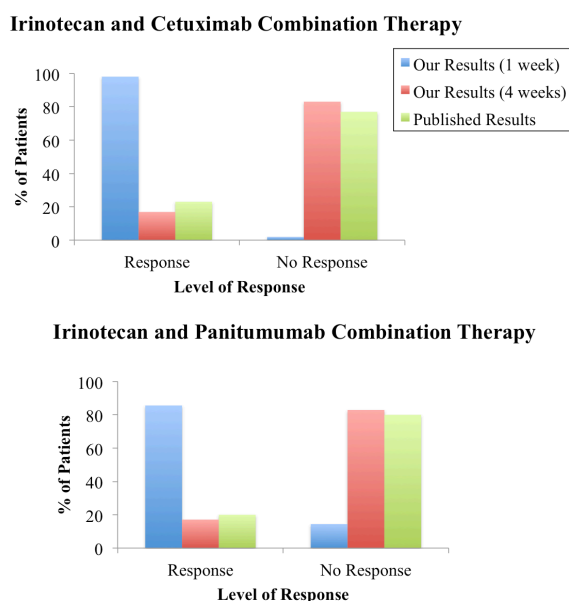 Irinotecan and Cetuximab Combination Therapy
Our Results (1 week)
Our Results (4 weeks)
Published Results
% of Patients
100
80
60
40
20
0
Response No Response
Level of Response
Irinotecan and Panitumumab Combination Therapy
% of Patients
100
80
60
40
20
0
Response No Response
Level of Response